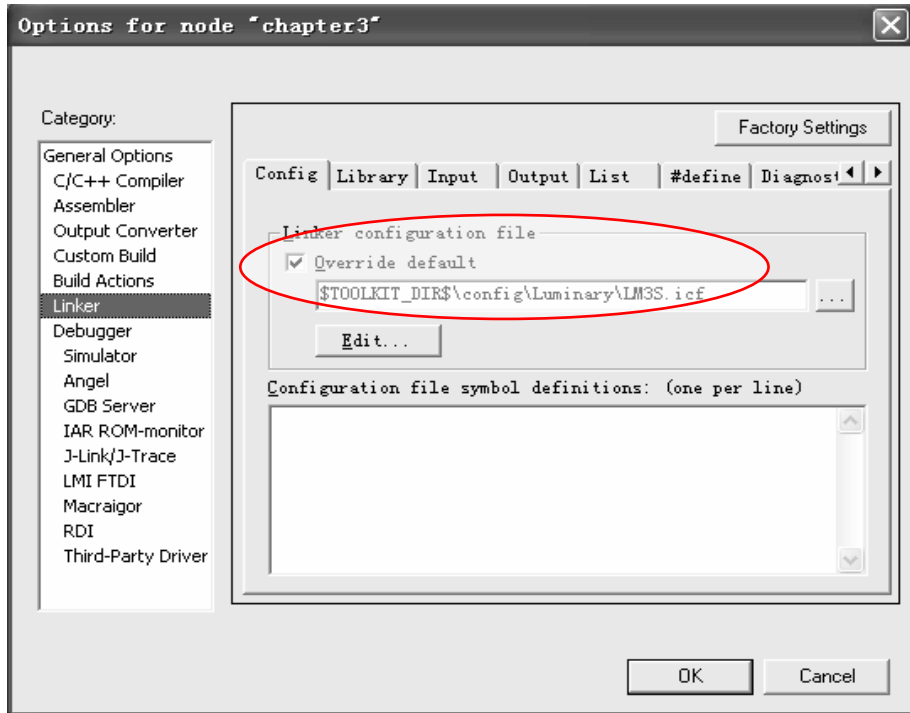 Options for node "chapter3"
Category:
General Options
C/C++ Compiler
Assembler
Output Converter
Custom Build
Build Actions
Linker
Debugger
Simulator
Angel
GDB Server
IAR ROM-monitor
J-Link/J-Trace
LMI FTDI
Macraigor
RDI
Third-Party Driver
Factory Settings
Config Library Input Output List #define Diagnost
Linker configuration file
Override default
$TOOLKIT_DIR$\config\Luminary\LM3S.icf
...
Edit...
Configuration file symbol definitions: (one per line)
OK Cancel